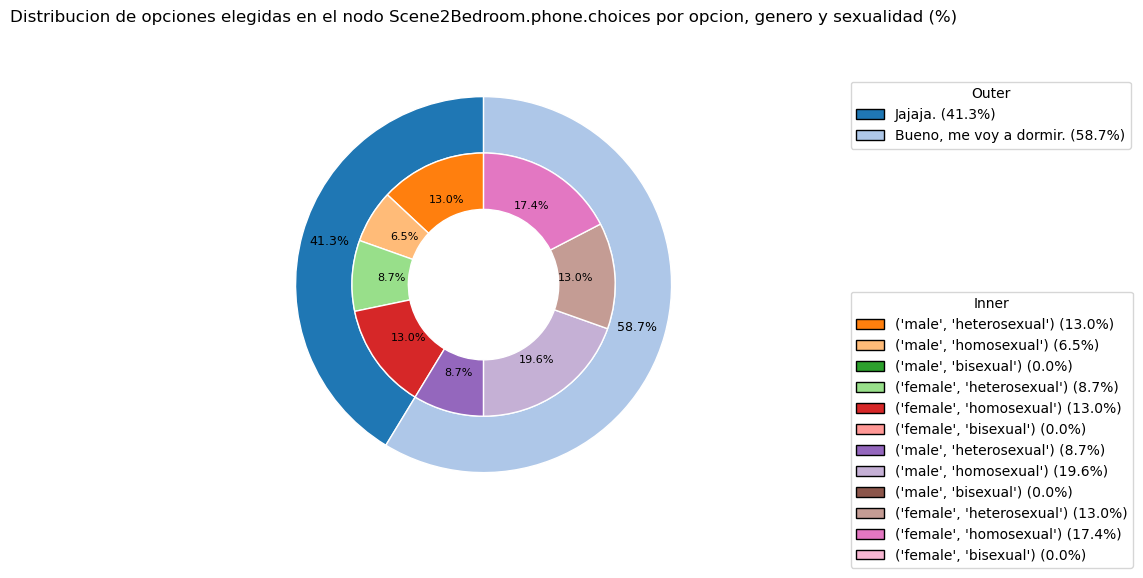 Distribucion de opciones elegidas en el nodo Scene2Bedroom.phone.choices por opcion, genero y sexualidad (%)
Outer
Jajaja. (41.3%)
Bueno, me voy a dormir. (58.7%)
13.0%
17.4%
6.5%
41.3%
8.7%
13.0%
58.7%
13.0%
19.6%
8.7%
Inner
('male', 'heterosexual') (13.0%)
('male', 'homosexual') (6.5%)
('male', 'bisexual') (0.0%)
('female', 'heterosexual') (8.7%)
('female', 'homosexual') (13.0%)
('female', 'bisexual') (0.0%)
('male', 'heterosexual') (8.7%)
('male', 'homosexual') (19.6%)
('male', 'bisexual') (0.0%)
('female', 'heterosexual') (13.0%)
('female', 'homosexual') (17.4%)
('female', 'bisexual') (0.0%)